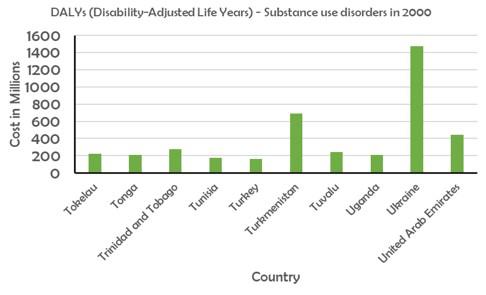 DALYs (Disability-Adjusted Life Years) - Substance use disorders in 2000
Cost in Millions
1600
1400
1200
1000
800
600
400
200
0
Tokelau
Tonga
Trinidad and Tobago
Tunisia
Turkey
Turkmenistan
Tuvalu
Uganda
Ukraine
United Arab Emirates
Country